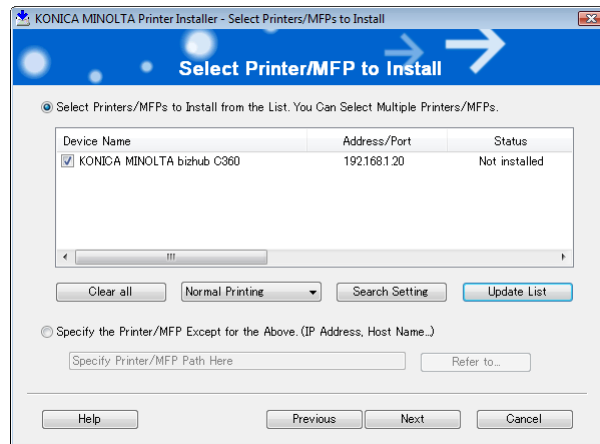 KONICA MINOLTA Printer Installer - Select Printers/MFPs to Install
Select Printer/MFP to Install
Select Printers/MFPs to Install from the List. You Can Select Multiple Printers/MFPs.
Device Name Address/Port Status
KONICA MINOLTA bizhub C360 192.168.1.20 Not installed
Clear all Normal Printing Search Setting Update List
Specify the Printer/MFP Except for the Above. (IP Address, Host Name...)
Specify Printer/MFP Path Here Refer to...
Help Previous Next Cancel